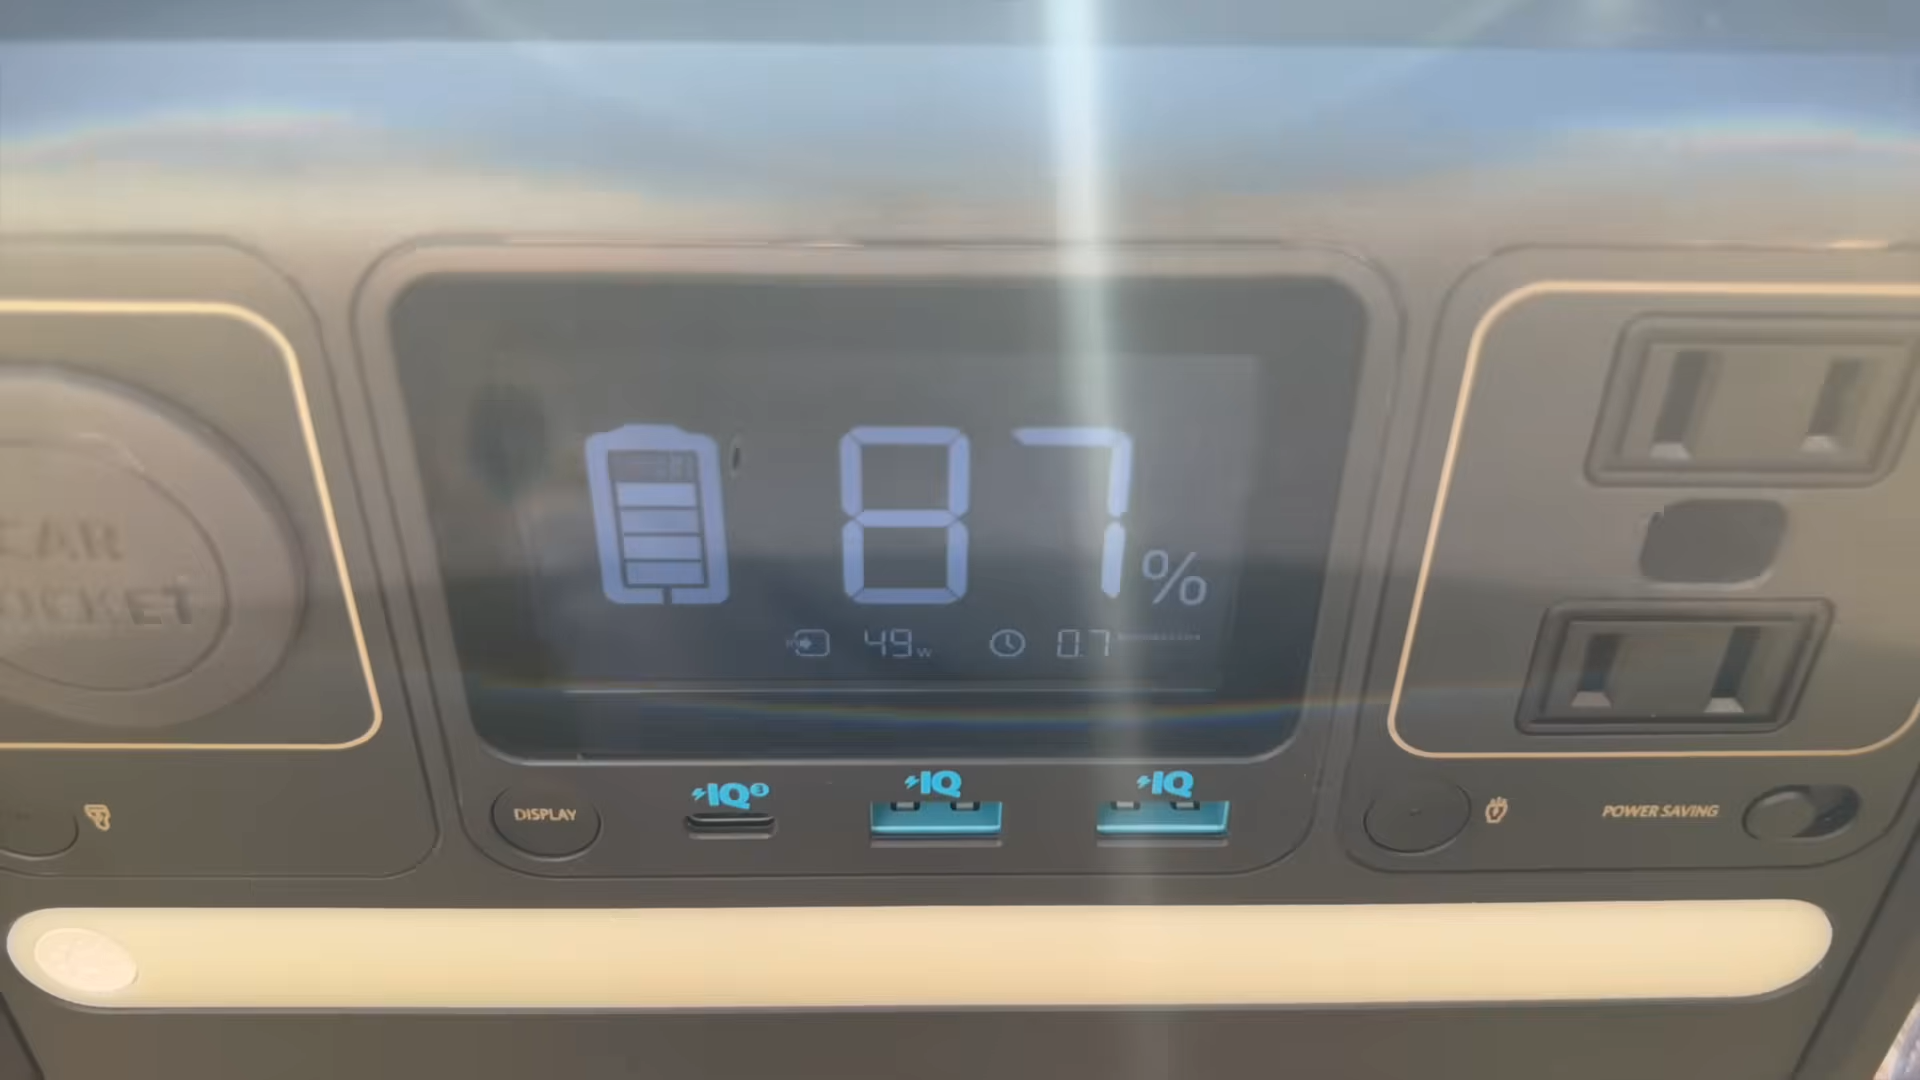 CAR
SOCKET
87%
49W
0.7
DISPLAY
IQ3
IQ
IQ
POWER SAVING